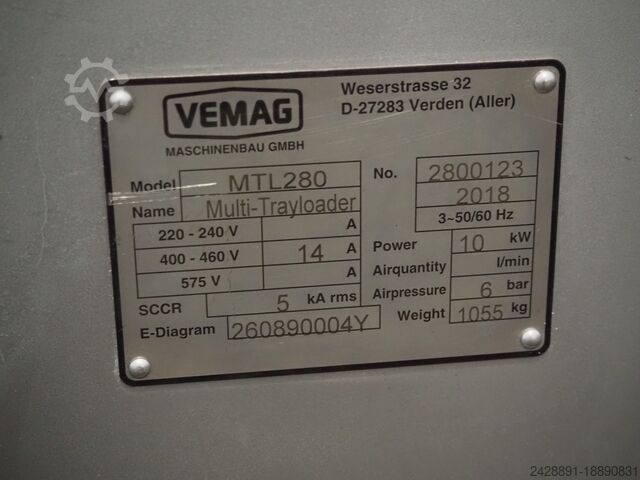 VEMAG
MASCHINENBAU GMBH
Weserstrasse 32
D-27283 Verden (Aller)
Model MTL280
Name Multi-Trayloader
220 - 240 V A
400 - 460 V 14 A
575 V A
SCCR 5 kA rms
E-Diagram 260890004Y
No. 2800123
2018
3~50/60 Hz
Power 10 kW
Airquantity l/min
Airpressure 6 bar
Weight 1055 kg
2428891-18890831